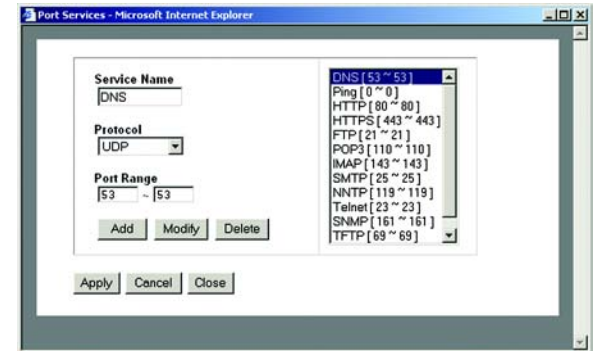 Port Services - Microsoft Internet Explorer
Service Name
DNS
Protocol
UDP
Port Range
53 ~ 53
Add Modify Delete
DNS [ 53 ~ 53 ]
Ping [ 0 ~ 0 ]
HTTP [ 80 ~ 80 ]
HTTPS [ 443 ~ 443 ]
FTP [ 21 ~ 21 ]
POP3 [ 110 ~ 110 ]
IMAP [ 143 ~ 143 ]
SMTP [ 25 ~ 25 ]
NNTP [ 119 ~ 119 ]
Telnet [ 23 ~ 23 ]
SNMP [ 161 ~ 161 ]
TFTP [ 69 ~ 69 ]
Apply Cancel Close